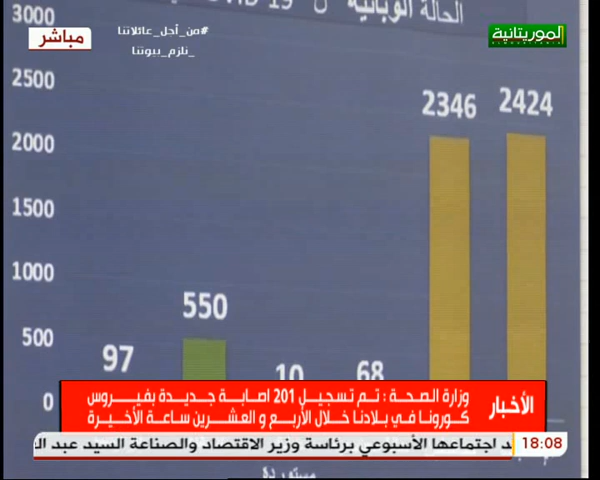 3000
الحالة الوبائية
مباشر
#من_أجل_عائلاتنا
_نلزم_بيوتنا
الموريتانية
2500
2346
2424
2000
1500
1000
550
500
97
10
68
0
الأخبار
وزارة الصحة : تم تسجيل 201 اصابة جديدة بفيروس
كورونا في بلادنا خلال الأربع و العشرين ساعة الأخيرة
18:08
د اجتماعها الأسبوعي برئاسة وزير الاقتصاد والصناعة السيد عبد